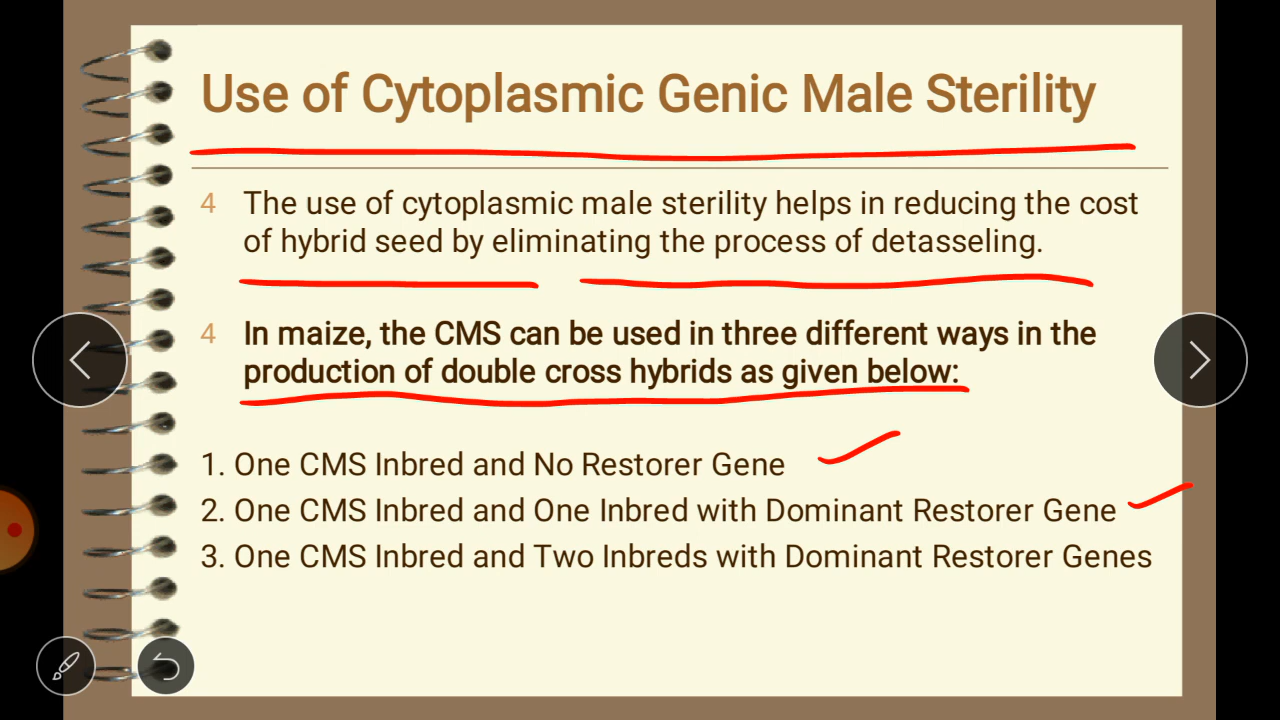 Use of Cytoplasmic Genic Male Sterility
4 The use of cytoplasmic male sterility helps in reducing the cost
of hybrid seed by eliminating the process of detasseling.
4 In maize, the CMS can be used in three different ways in the
production of double cross hybrids as given below:
1. One CMS Inbred and No Restorer Gene
2. One CMS Inbred and One Inbred with Dominant Restorer Gene
3. One CMS Inbred and Two Inbreds with Dominant Restorer Genes